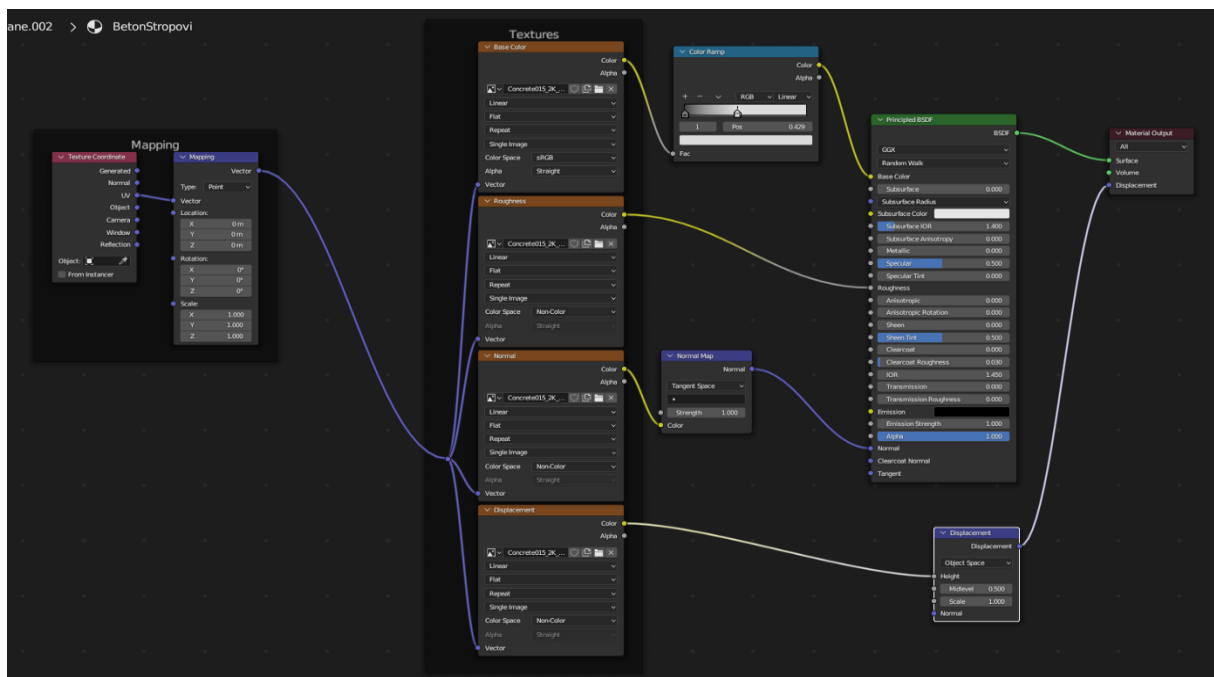 ane.002 > BetonStropovi
Mapping
Texture Coordinate
Generated
Normal
UV
Object
Camera
Window
Reflection
Object:
From Instancer
Mapping
Vector
Type: Point
Vector
Location:
X 0 m
Y 0 m
Z 0 m
Rotation:
X 0°
Y 0°
Z 0°
Scale:
X 1.000
Y 1.000
Z 1.000
Textures
Base Color
Color
Alpha
Concrete015_2K_...
Linear
Flat
Repeat
Single Image
Color Space sRGB
Alpha Straight
Vector
Roughness
Color
Alpha
Concrete015_2K_...
Linear
Flat
Repeat
Single Image
Color Space Non-Color
Alpha Straight
Vector
Normal
Color
Alpha
Concrete015_2K_...
Linear
Flat
Repeat
Single Image
Color Space Non-Color
Alpha Straight
Vector
Displacement
Color
Alpha
Concrete015_2K_...
Linear
Flat
Repeat
Single Image
Color Space Non-Color
Alpha Straight
Vector
Color Ramp
Color
Alpha
+ − RGB Linear
1 Pos 0.429
Fac
Normal Map
Normal
Tangent Space
Strength 1.000
Color
Principled BSDF
BSDF
GGX
Random Walk
Base Color
Subsurface 0.000
Subsurface Radius
Subsurface Color
Subsurface IOR 1.400
Subsurface Anisotropy 0.000
Metallic 0.000
Specular 0.500
Specular Tint 0.000
Roughness
Anisotropic 0.000
Anisotropic Rotation 0.000
Sheen 0.000
Sheen Tint 0.500
Clearcoat 0.000
Clearcoat Roughness 0.030
IOR 1.450
Transmission 0.000
Transmission Roughness 0.000
Emission
Emission Strength 1.000
Alpha 1.000
Normal
Clearcoat Normal
Tangent
Displacement
Displacement
Object Space
Height
Midlevel 0.500
Scale 1.000
Normal
Material Output
All
Surface
Volume
Displacement